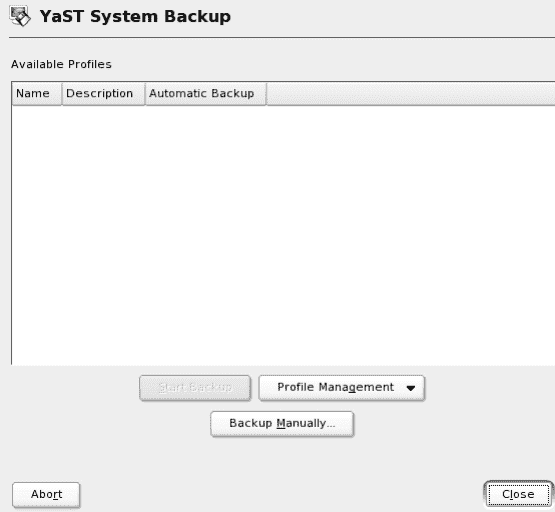 YaST System Backup
Available Profiles
Name Description Automatic Backup
Start Backup Profile Management
Backup Manually...
Abort Close